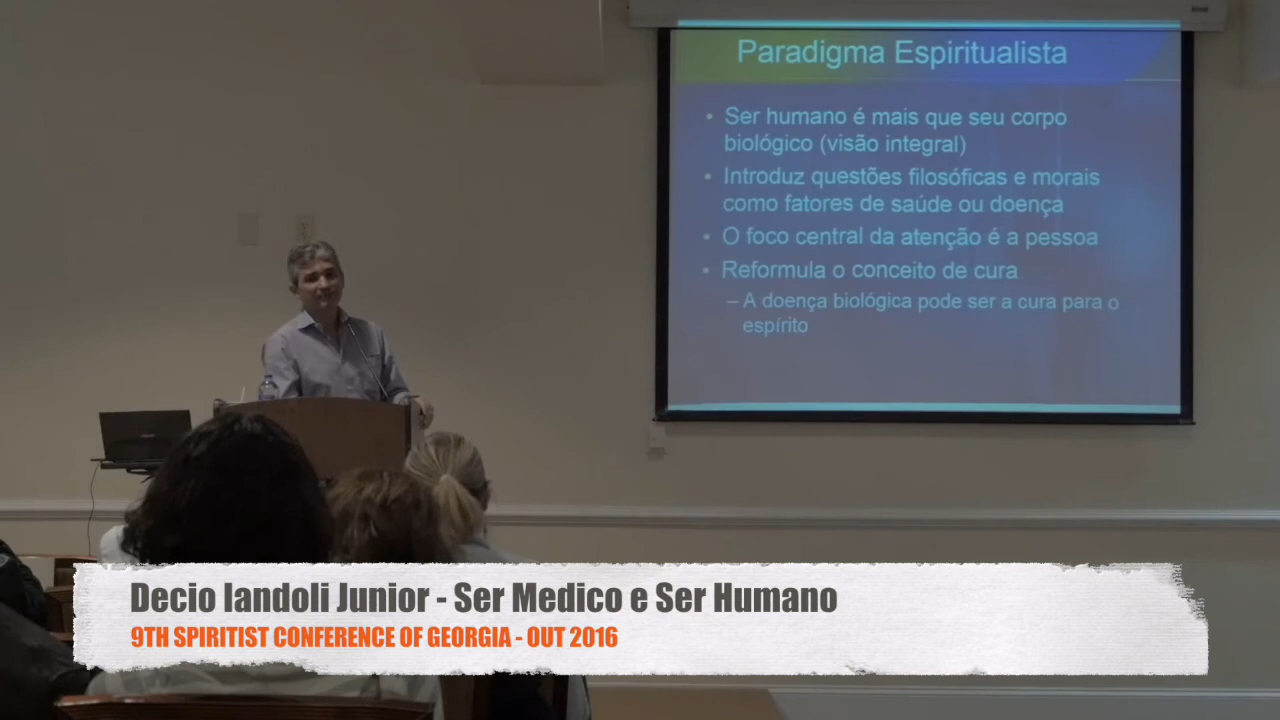 Paradigma Espiritualista
• Ser humano é mais que seu corpo
biológico (visão integral)
• Introduz questões filosóficas e morais
como fatores de saúde ou doença
• O foco central da atenção é a pessoa
• Reformula o conceito de cura
– A doença biológica pode ser a cura para o
espírito
Decio Iandoli Junior - Ser Medico e Ser Humano
9TH SPIRITIST CONFERENCE OF GEORGIA - OUT 2016